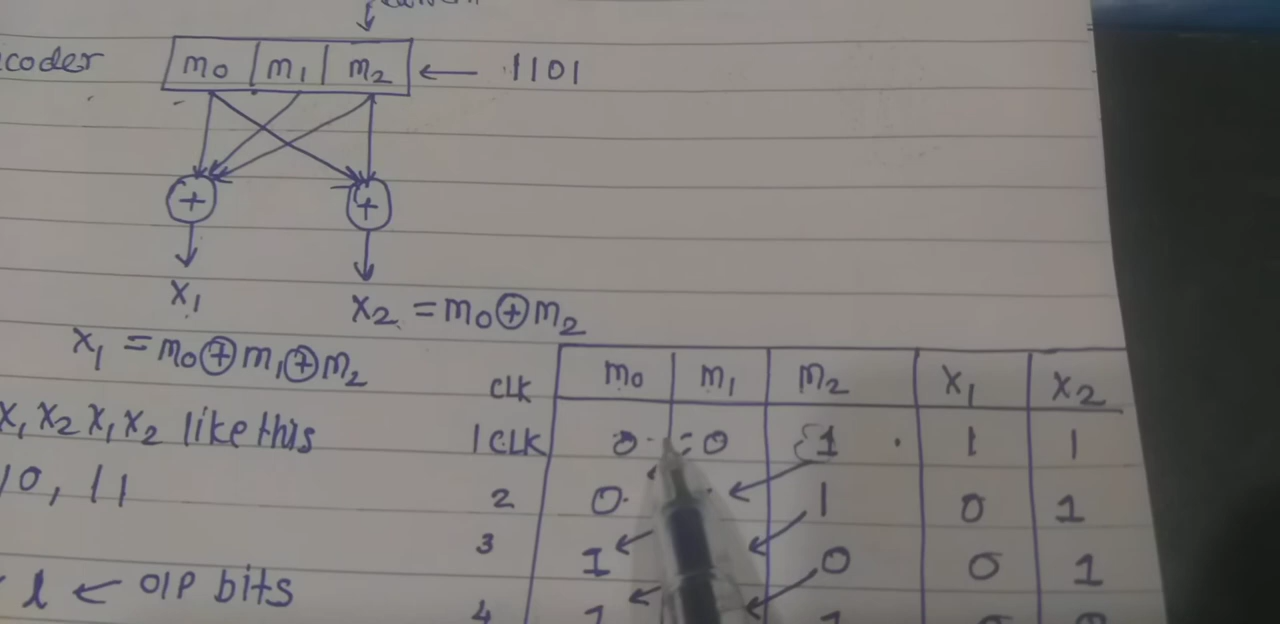 coder m0 m1 m2 ← 1101
+ +
x1 x2 = m0⊕m2
x1 = m0⊕m1⊕m2
CLK m0 m1 m2 x1 x2
x1 x2 x1 x2 like this
1 CLK 0 0 1 1 1
10, 11
2 0 1 0 1
3 1 0 0 1
l ← O/P bits
4 1 1